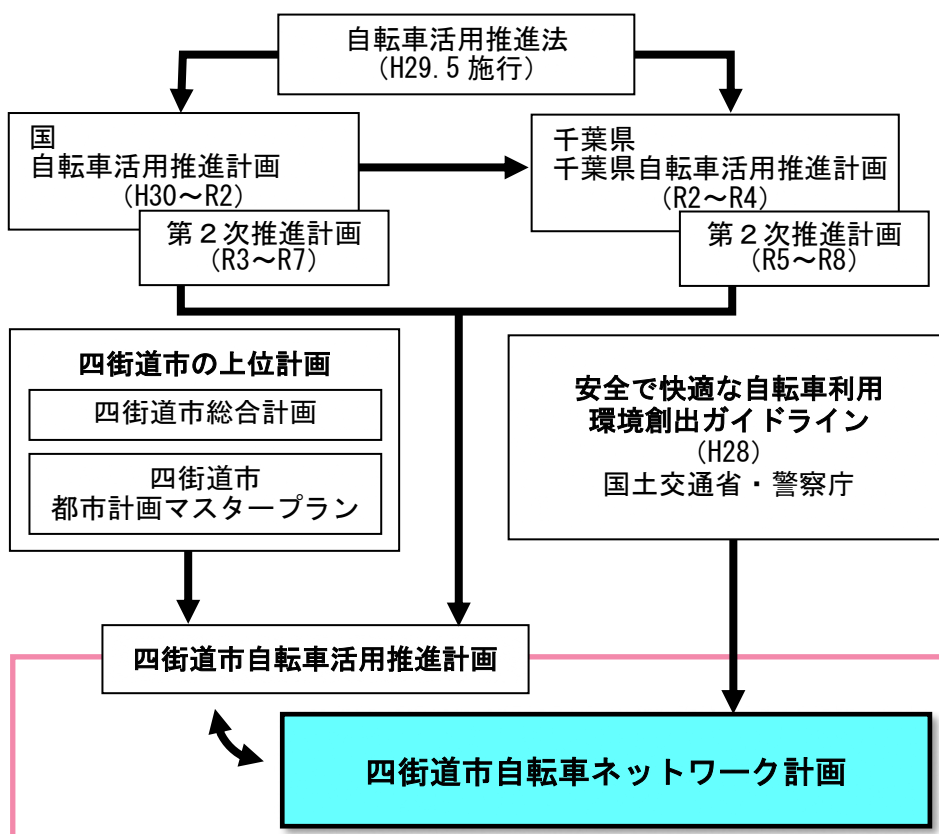 自転車活用推進法
（H29.5 施行）
国
自転車活用推進計画
（H30～R2）
第２次推進計画
（R3～R7）
千葉県
千葉県自転車活用推進計画
（R2～R4）
第２次推進計画
（R5～R8）
四街道市の上位計画
四街道市総合計画
四街道市
都市計画マスタープラン
安全で快適な自転車利用
環境創出ガイドライン
（H28）
国土交通省・警察庁
四街道市自転車活用推進計画
四街道市自転車ネットワーク計画